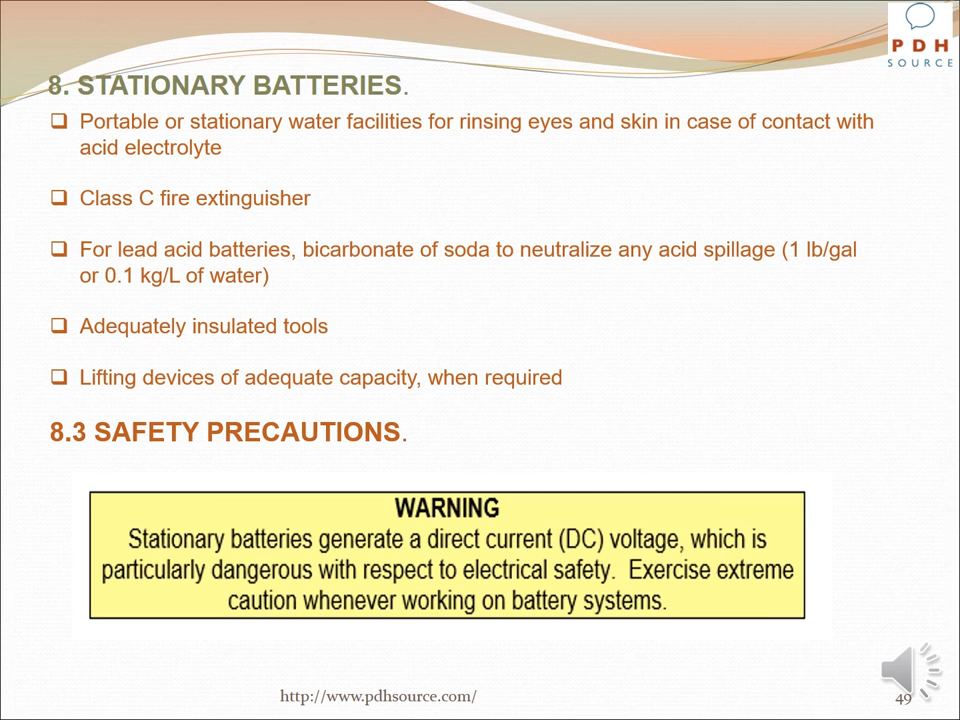 PDH
SOURCE
8. STATIONARY BATTERIES.
Portable or stationary water facilities for rinsing eyes and skin in case of contact with
acid electrolyte
Class C fire extinguisher
For lead acid batteries, bicarbonate of soda to neutralize any acid spillage (1 lb/gal
or 0.1 kg/L of water)
Adequately insulated tools
Lifting devices of adequate capacity, when required
8.3 SAFETY PRECAUTIONS.
WARNING
Stationary batteries generate a direct current (DC) voltage, which is
particularly dangerous with respect to electrical safety. Exercise extreme
caution whenever working on battery systems.
http://www.pdhsource.com/
49